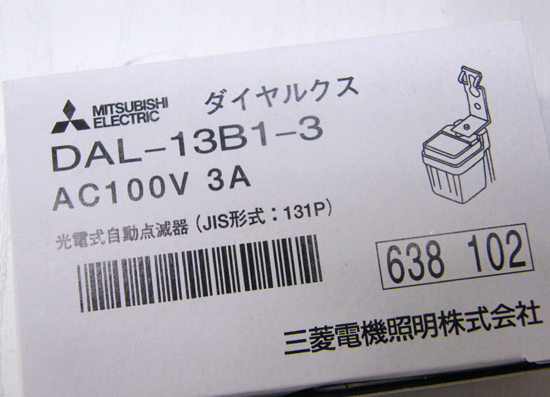 MITSUBISHI
ELECTRIC
ダイヤルクス
DAL-13B1-3
AC100V 3A
光電式自動点滅器 (JIS形式：131P)
638 102
三菱電機照明株式会社